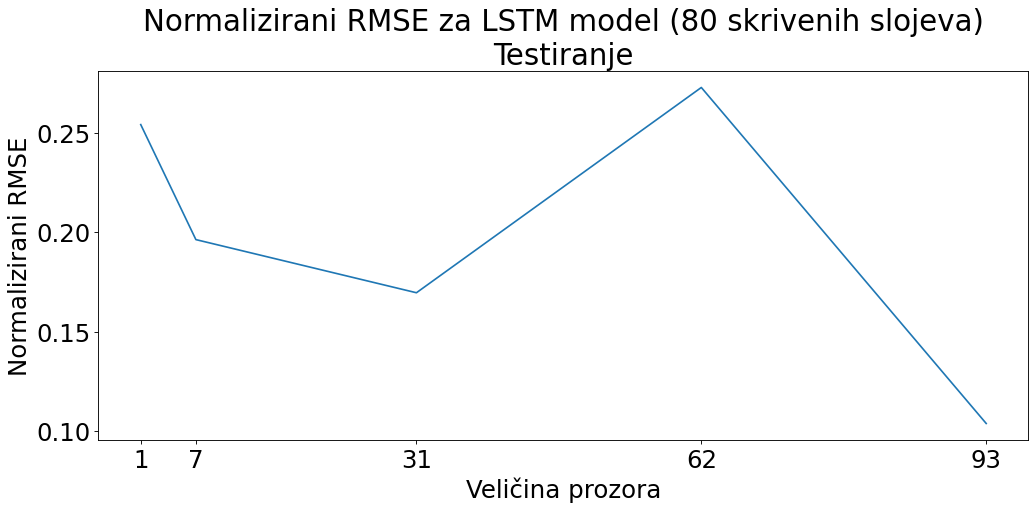 Normalizirani RMSE za LSTM model (80 skrivenih slojeva)
Testiranje
Normalizirani RMSE
0.25
0.20
0.15
0.10
1 7 31 62 93
Veličina prozora